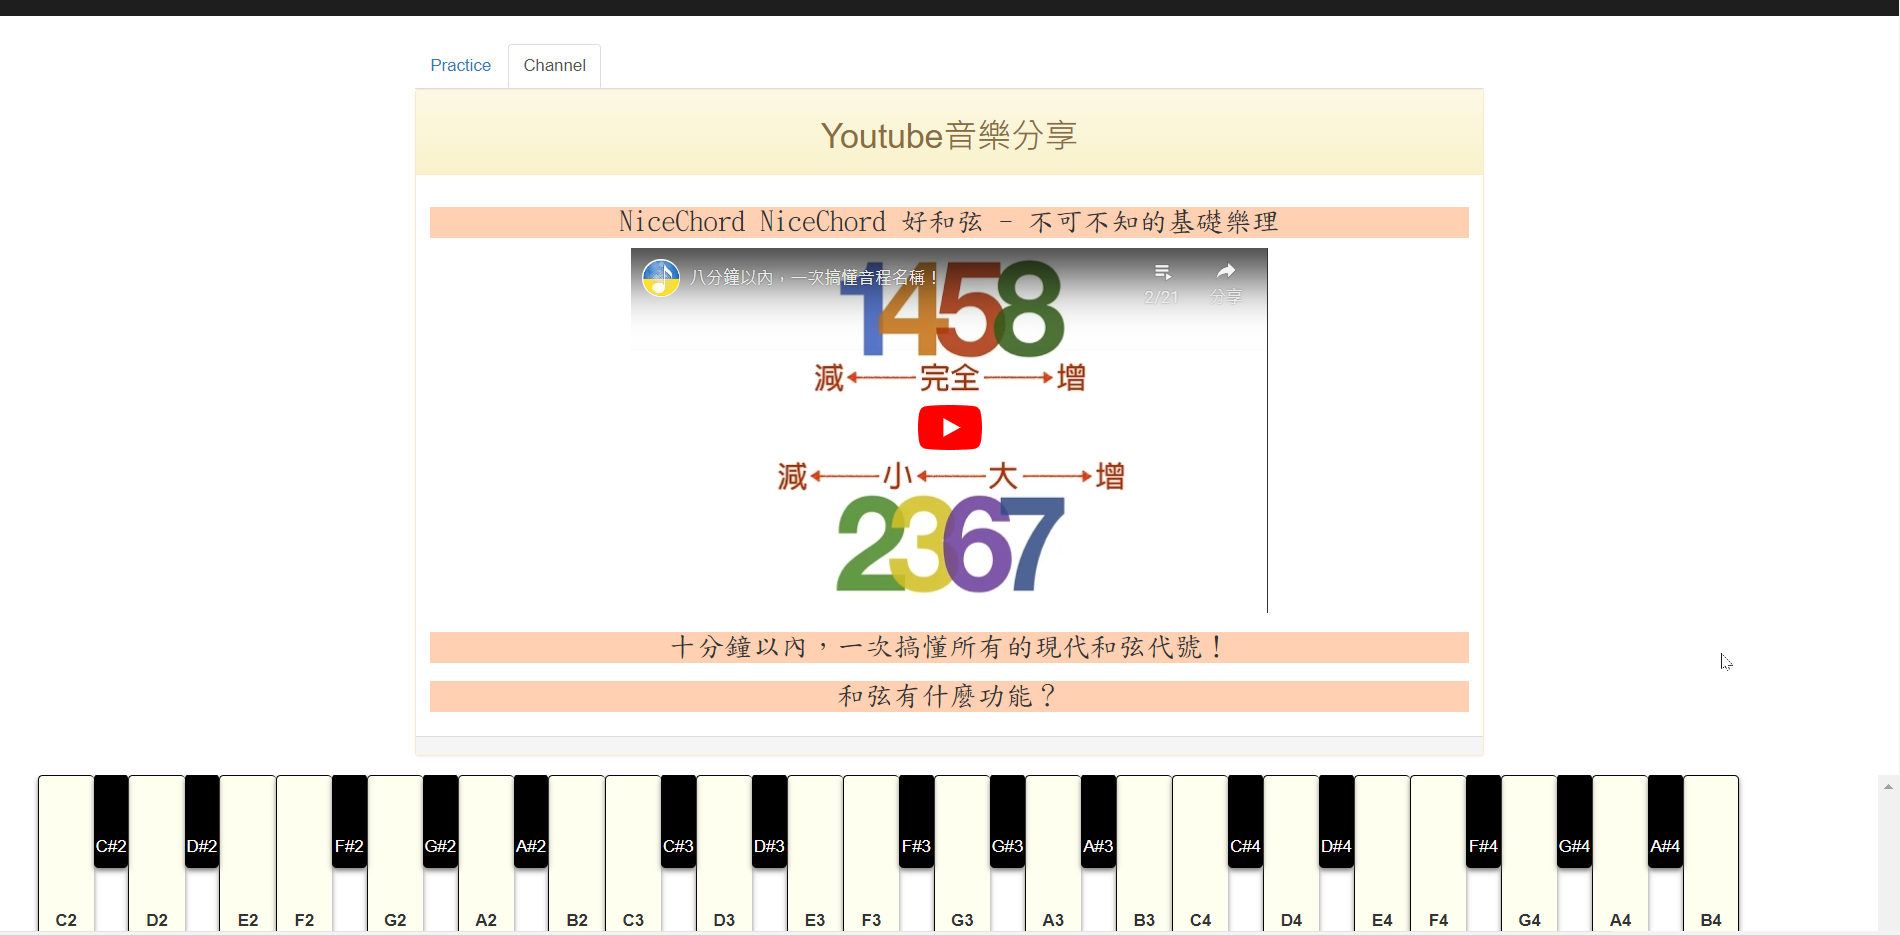 Practice
Channel
Youtube音樂分享
NiceChord NiceChord 好和弦 - 不可不知的基礎樂理
八分鐘以內，一次搞懂音程名稱！
2/21
分享
1458
減 完全 增
減 小 大 增
2367
十分鐘以內，一次搞懂所有的現代和弦代號！
和弦有什麼功能？
C#2 D#2 F#2 G#2 A#2 C#3 D#3 F#3 G#3 A#3 C#4 D#4 F#4 G#4 A#4
C2 D2 E2 F2 G2 A2 B2 C3 D3 E3 F3 G3 A3 B3 C4 D4 E4 F4 G4 A4 B4